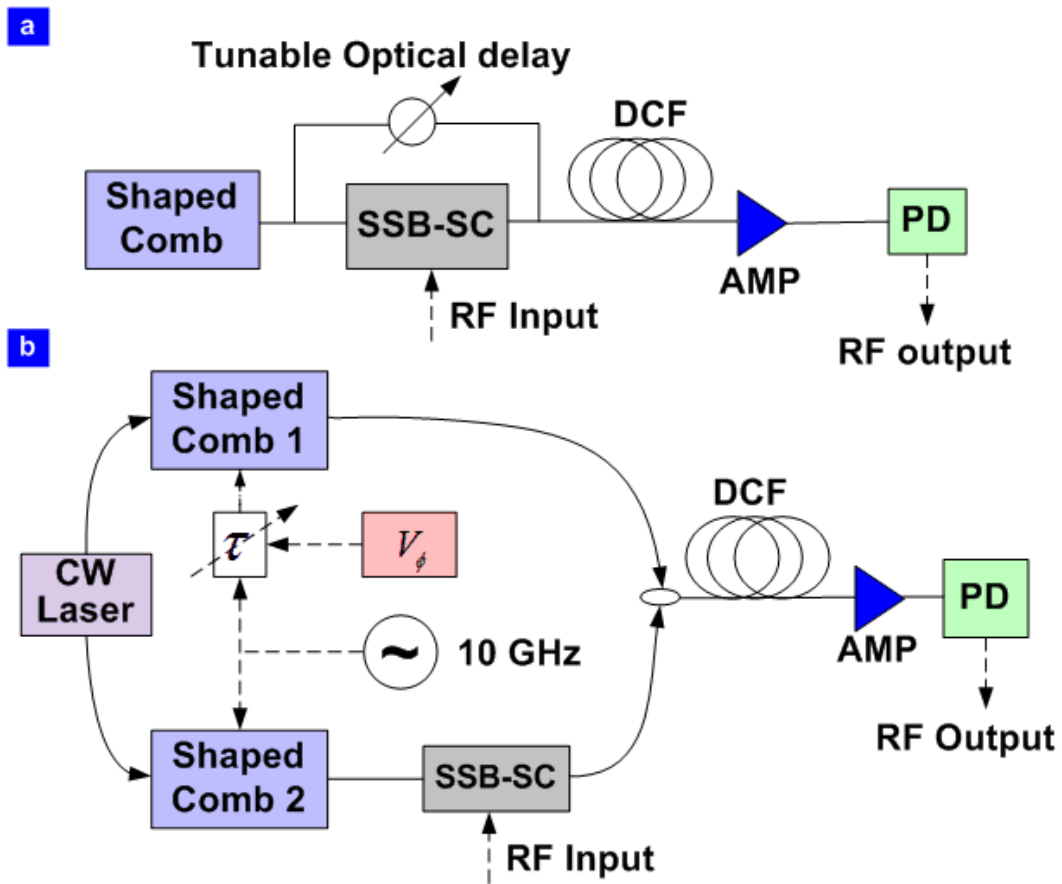 a
Tunable Optical delay
DCF
Shaped
Comb
SSB-SC
PD
AMP
RF Input
RF output
b
Shaped
Comb 1
DCF
τ
V_ϕ
CW
Laser
PD
~
10 GHz
AMP
Shaped
Comb 2
SSB-SC
RF Output
RF Input